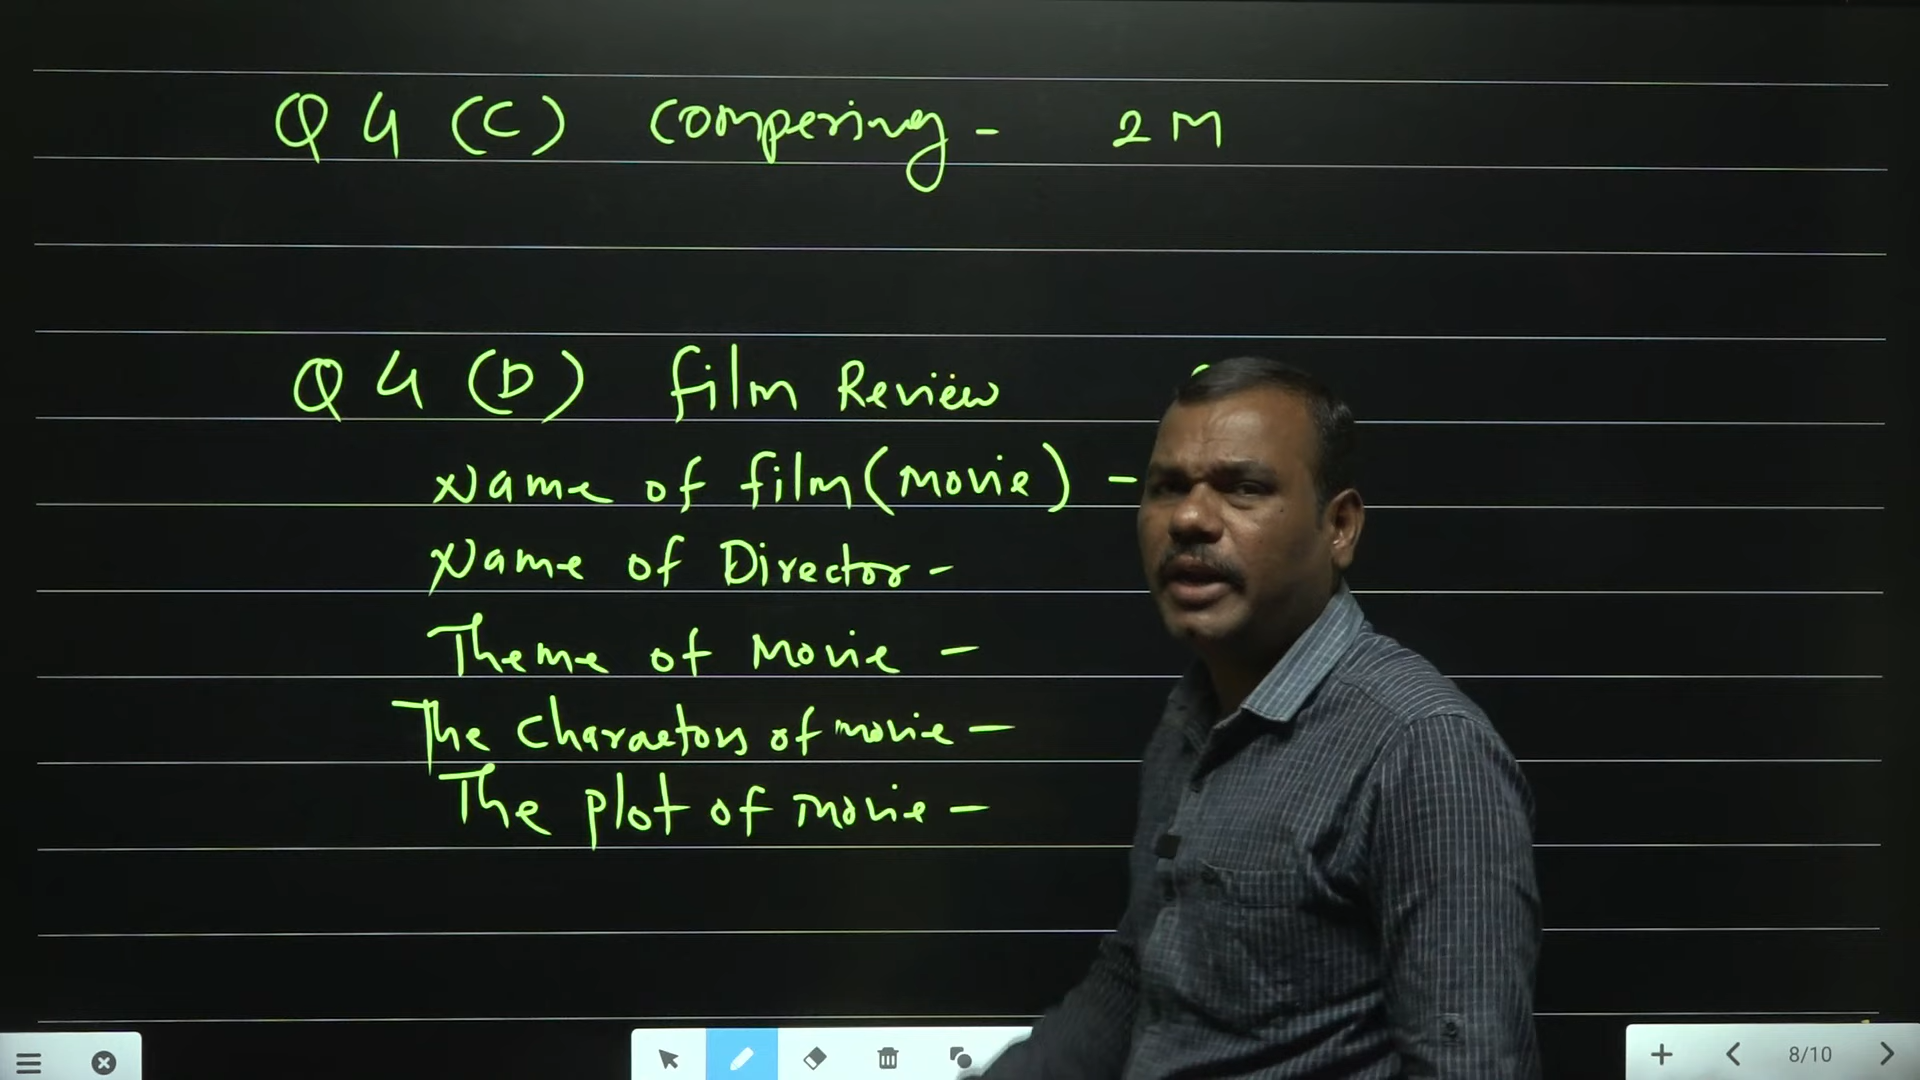 Q 4 (C) Compering - 2 M
Q 4 (D) Film Review
Name of film (movie) -
Name of Director -
Theme of Movie -
The Charactors of movie -
The plot of movie -
8/10